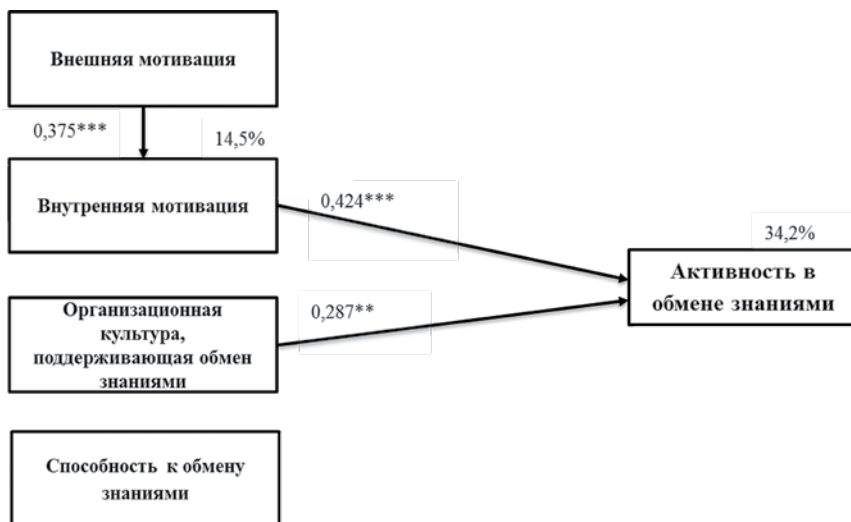 Внешняя мотивация
0,375***
14,5%
Внутренняя мотивация
0,424***
34,2%
Активность в
обмене знаниями
Организационная
культура,
поддерживающая обмен
знаниями
0,287**
Способность к обмену
знаниями